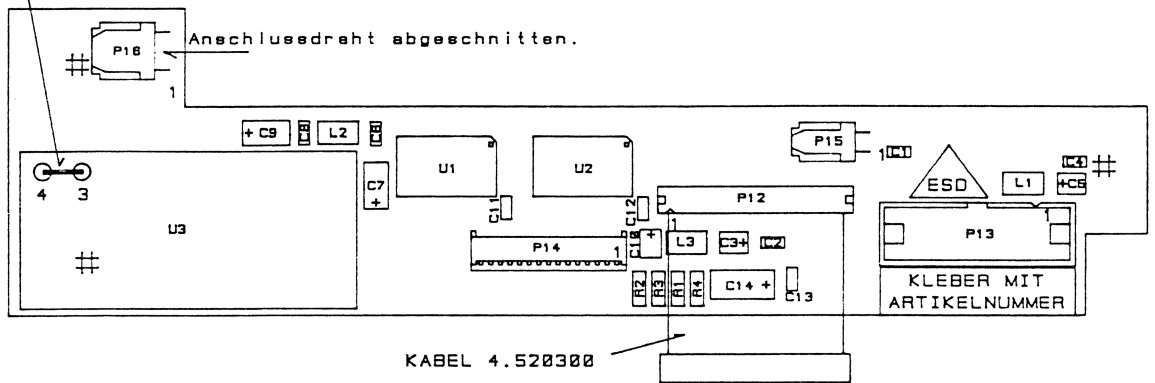 P16
Anschlussdraht abgeschnitten.
1
+ C9
C8
L2
C8
P15
1
C1
C4
4
3
U3
C7
+
U1
U2
C11
C12
P12
ESD
L1
+C5
1
P14
1
C10
+
1
L3
C3+
C2
P13
R2
R3
R1
R4
C14 +
C13
KLEBER MIT
ARTIKELNUMMER
KABEL 4.520300